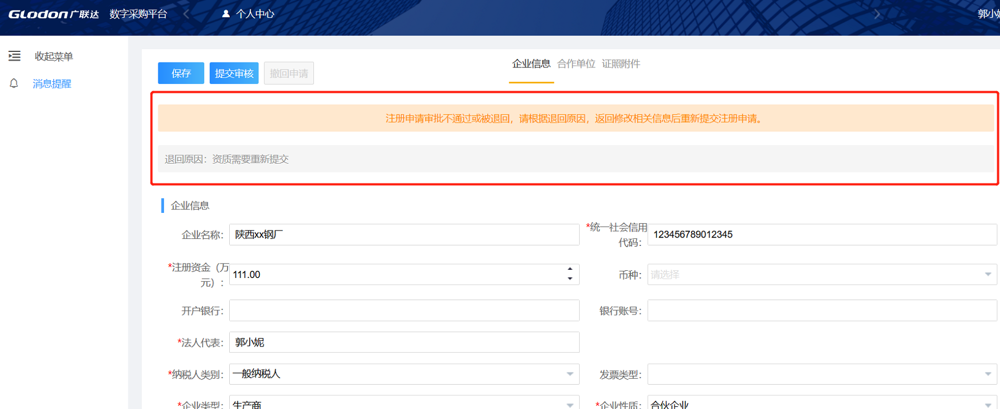 GLodon广联达 数字采购平台 个人中心 郭小妮
收起菜单
消息提醒
保存 提交审核 撤回申请
企业信息 合作单位 证照附件
注册申请审批不通过或被退回，请根据退回原因，返回修改相关信息后重新提交注册申请。
退回原因：资质需要重新提交
企业信息
企业名称： 陕西xx钢厂
*统一社会信用
代码： 123456789012345
*注册资金（万
元）： 111.00
币种： 请选择
开户银行：
银行账号：
*法人代表： 郭小妮
*纳税人类别： 一般纳税人
发票类型：
*企业类型： 生产商
*企业性质： 合伙企业